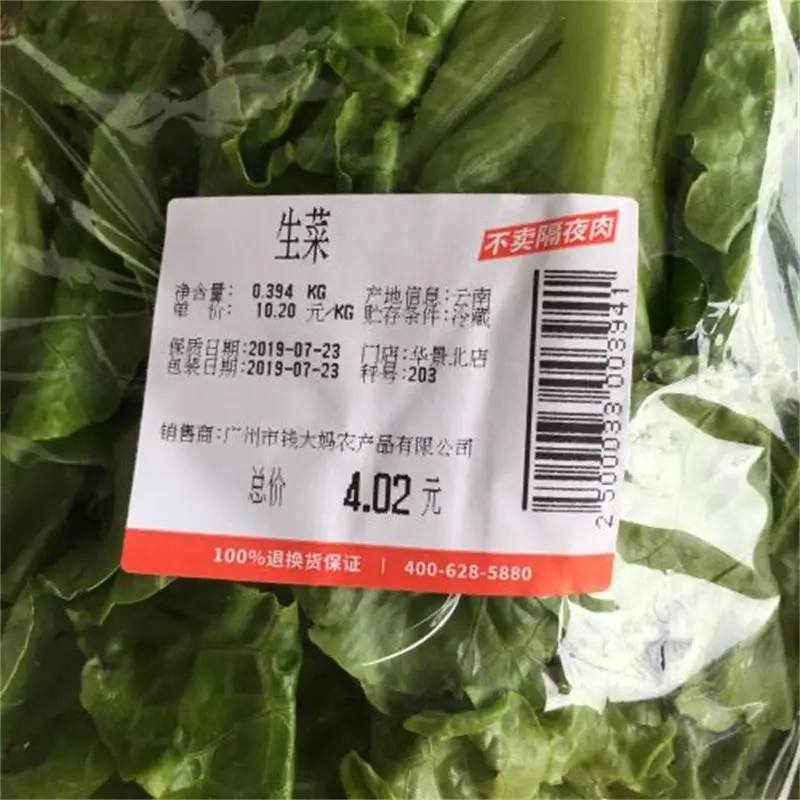 生菜
不卖隔夜肉
净含量: 0.394 KG 产地信息:云南
单 价: 10.20 元/KG 贮存条件:冷藏
保质日期:2019-07-23 门店:华景北店
包装日期:2019-07-23 秤号:203
销售商:广州市钱大妈农产品有限公司
总价 4.02 元
2 500033 003941
100%退换货保证 | 400-628-5880